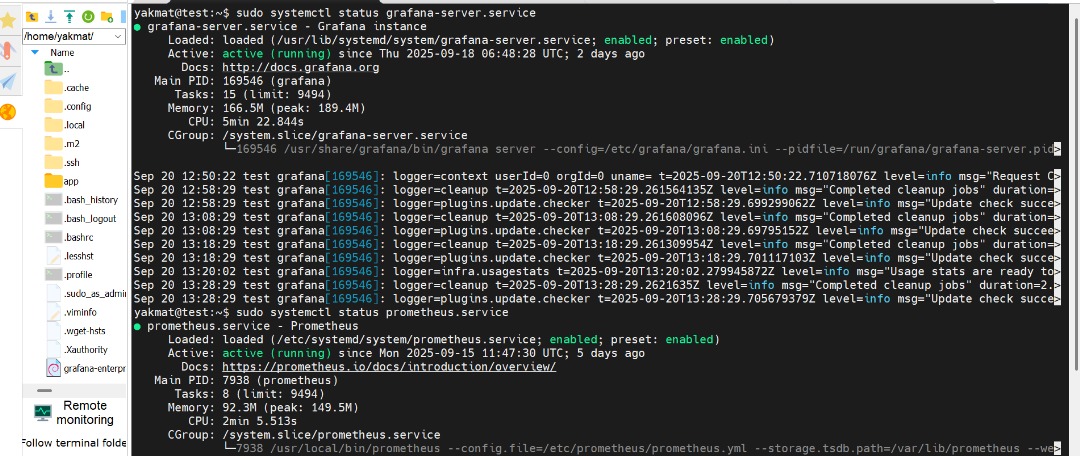 /home/yakmat/
Name
..
.cache
.config
.local
.m2
.ssh
app
.bash_history
.bash_logout
.bashrc
.lesshst
.profile
.sudo_as_admi
.viminfo
.wget-hsts
.Xauthority
grafana-enterpr
Remote
monitoring
Follow terminal folde
yakmat@test:~$ sudo systemctl status grafana-server.service
● grafana-server.service - Grafana instance
Loaded: loaded (/usr/lib/systemd/system/grafana-server.service; enabled; preset: enabled)
Active: active (running) since Thu 2025-09-18 06:48:28 UTC; 2 days ago
Docs: http://docs.grafana.org
Main PID: 169546 (grafana)
Tasks: 15 (limit: 9494)
Memory: 166.5M (peak: 189.4M)
CPU: 5min 22.844s
CGroup: /system.slice/grafana-server.service
└─169546 /usr/share/grafana/bin/grafana server --config=/etc/grafana/grafana.ini --pidfile=/run/grafana/grafana-server.pid>
Sep 20 12:50:22 test grafana[169546]: logger=context userId=0 orgId=0 uname= t=2025-09-20T12:50:22.710718076Z level=info msg="Request C>
Sep 20 12:58:29 test grafana[169546]: logger=cleanup t=2025-09-20T12:58:29.261564135Z level=info msg="Completed cleanup jobs" duration=>
Sep 20 12:58:29 test grafana[169546]: logger=plugins.update.checker t=2025-09-20T12:58:29.699299062Z level=info msg="Update check succe>
Sep 20 13:08:29 test grafana[169546]: logger=cleanup t=2025-09-20T13:08:29.261608096Z level=info msg="Completed cleanup jobs" duration=>
Sep 20 13:08:29 test grafana[169546]: logger=plugins.update.checker t=2025-09-20T13:08:29.69795152Z level=info msg="Update check succee>
Sep 20 13:18:29 test grafana[169546]: logger=cleanup t=2025-09-20T13:18:29.261309954Z level=info msg="Completed cleanup jobs" duration=>
Sep 20 13:18:29 test grafana[169546]: logger=plugins.update.checker t=2025-09-20T13:18:29.701117103Z level=info msg="Update check succe>
Sep 20 13:20:02 test grafana[169546]: logger=infra.usagestats t=2025-09-20T13:20:02.279945872Z level=info msg="Usage stats are ready to>
Sep 20 13:28:29 test grafana[169546]: logger=cleanup t=2025-09-20T13:28:29.2621635Z level=info msg="Completed cleanup jobs" duration=2.>
Sep 20 13:28:29 test grafana[169546]: logger=plugins.update.checker t=2025-09-20T13:28:29.705679379Z level=info msg="Update check succe>
yakmat@test:~$ sudo systemctl status prometheus.service
● prometheus.service - Prometheus
Loaded: loaded (/etc/systemd/system/prometheus.service; enabled; preset: enabled)
Active: active (running) since Mon 2025-09-15 11:47:30 UTC; 5 days ago
Docs: https://prometheus.io/docs/introduction/overview/
Main PID: 7938 (prometheus)
Tasks: 8 (limit: 9494)
Memory: 92.3M (peak: 149.5M)
CPU: 2min 5.513s
CGroup: /system.slice/prometheus.service
└─7938 /usr/local/bin/prometheus --config.file=/etc/prometheus/prometheus.yml --storage.tsdb.path=/var/lib/prometheus --we>